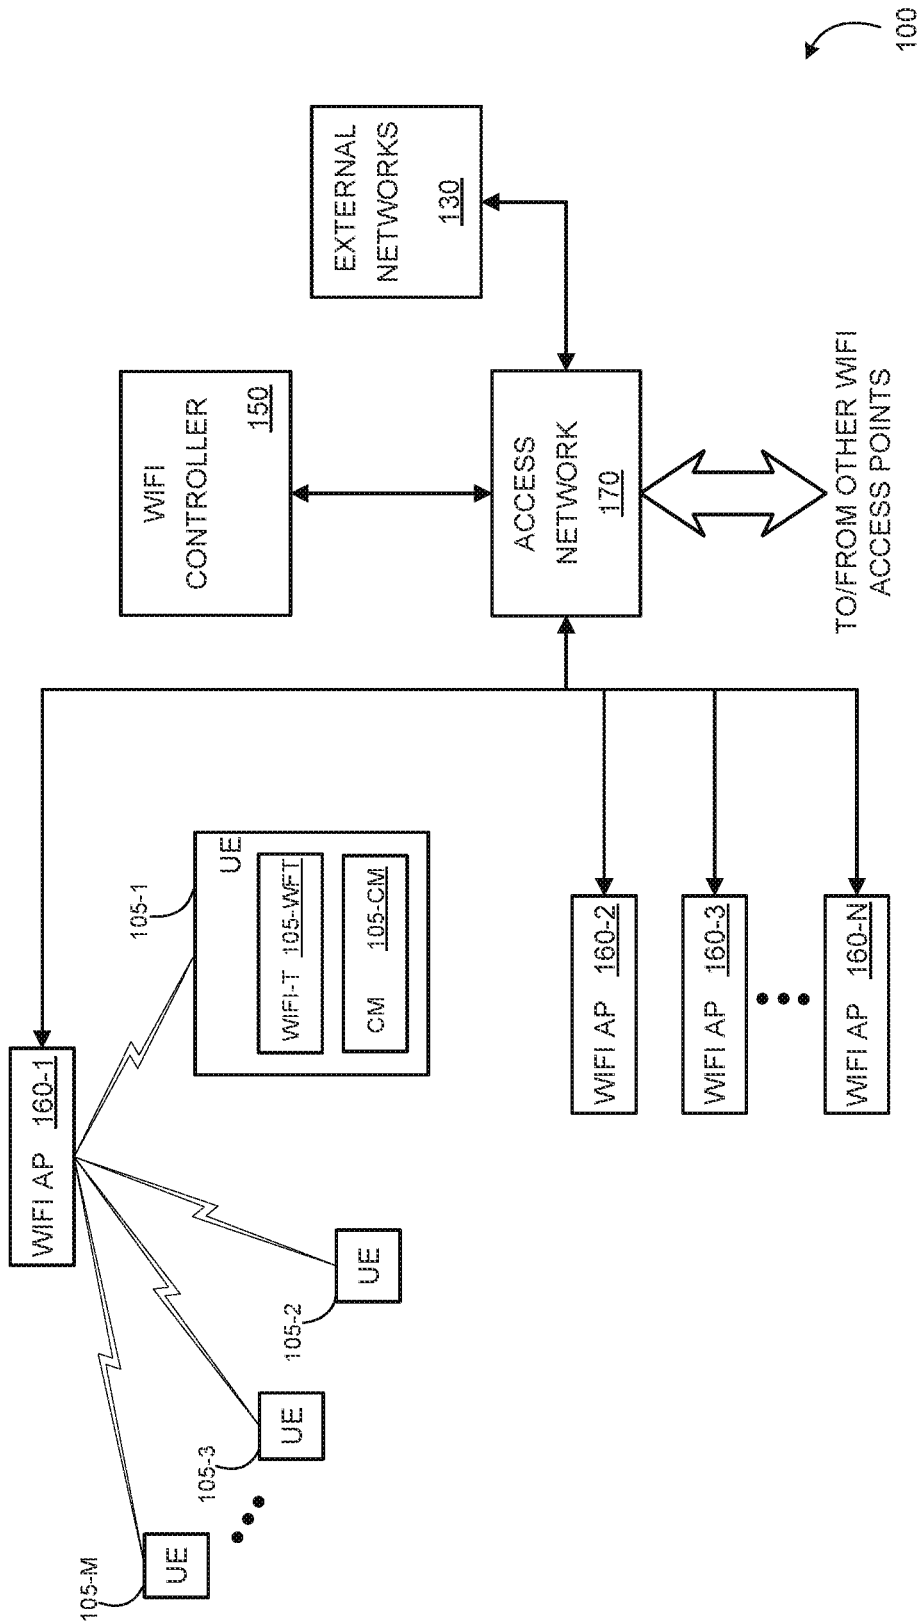 100
105-M
UE
105-3
UE
105-2
UE
WIFI AP 160-1
105-1
UE
WIFI-T 105-WFT
CM 105-CM
WIFI AP 160-2
WIFI AP 160-3
WIFI AP 160-N
WIFI
CONTROLLER
150
ACCESS
NETWORK
170
EXTERNAL
NETWORKS
130
TO/FROM OTHER WIFI
ACCESS POINTS